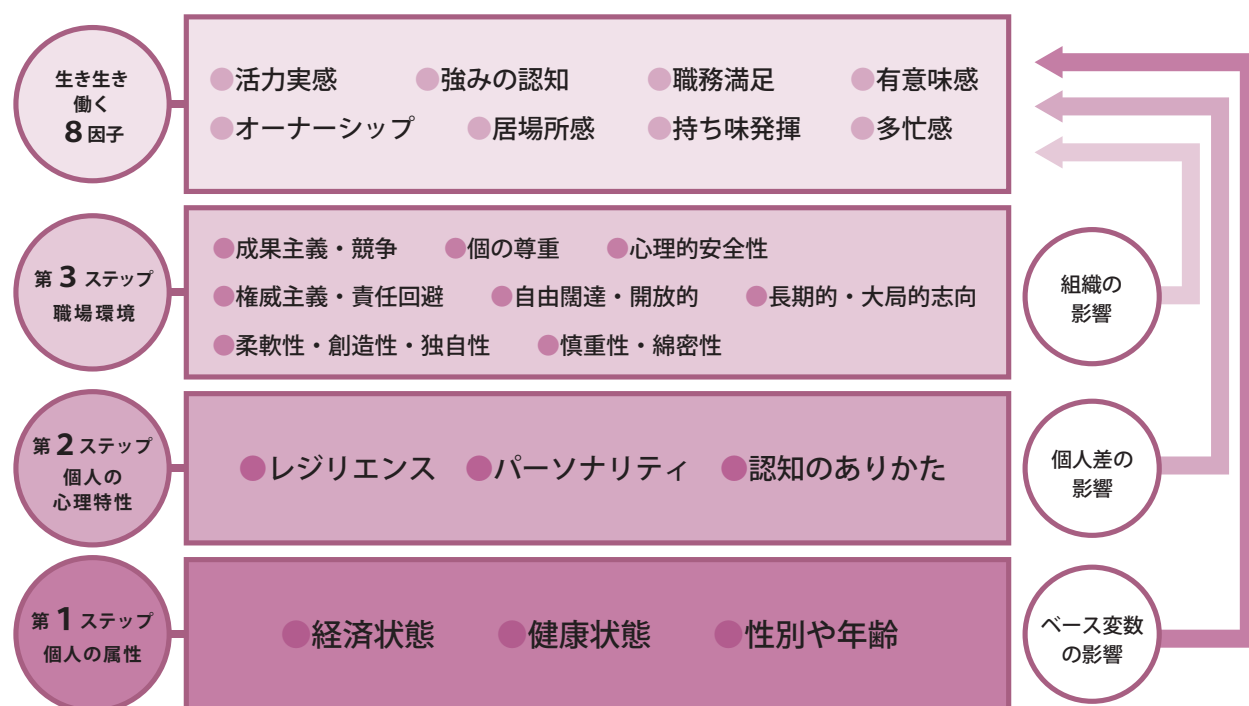 生き生き
働く
8因子
●活力実感 ●強みの認知 ●職務満足 ●有意味感
●オーナーシップ ●居場所感 ●持ち味発揮 ●多忙感
第3ステップ
職場環境
●成果主義・競争 ●個の尊重 ●心理的安全性
●権威主義・責任回避 ●自由闊達・開放的 ●長期的・大局的志向
●柔軟性・創造性・独自性 ●慎重性・綿密性
組織の
影響
第2ステップ
個人の
心理特性
●レジリエンス ●パーソナリティ ●認知のありかた
個人差の
影響
第1ステップ
個人の属性
●経済状態 ●健康状態 ●性別や年齢
ベース変数
の影響